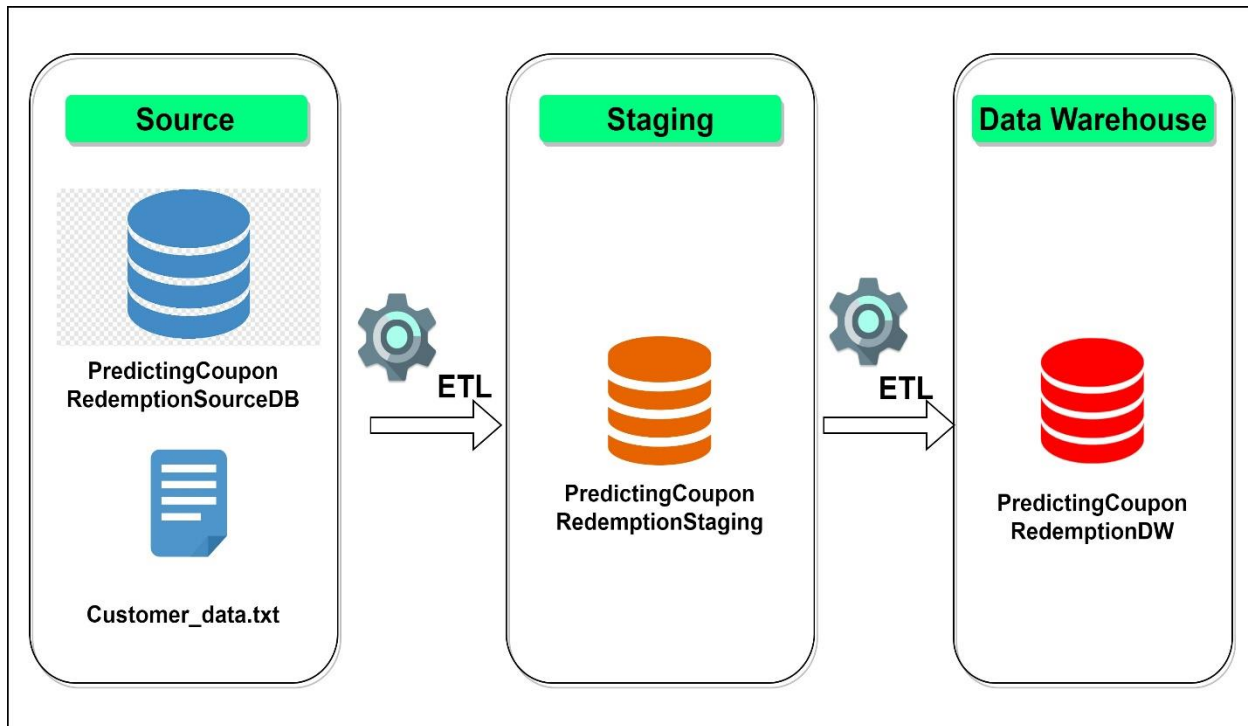 Source
PredictingCoupon
RedemptionSourceDB
Customer_data.txt
ETL
Staging
PredictingCoupon
RedemptionStaging
ETL
Data Warehouse
PredictingCoupon
RedemptionDW